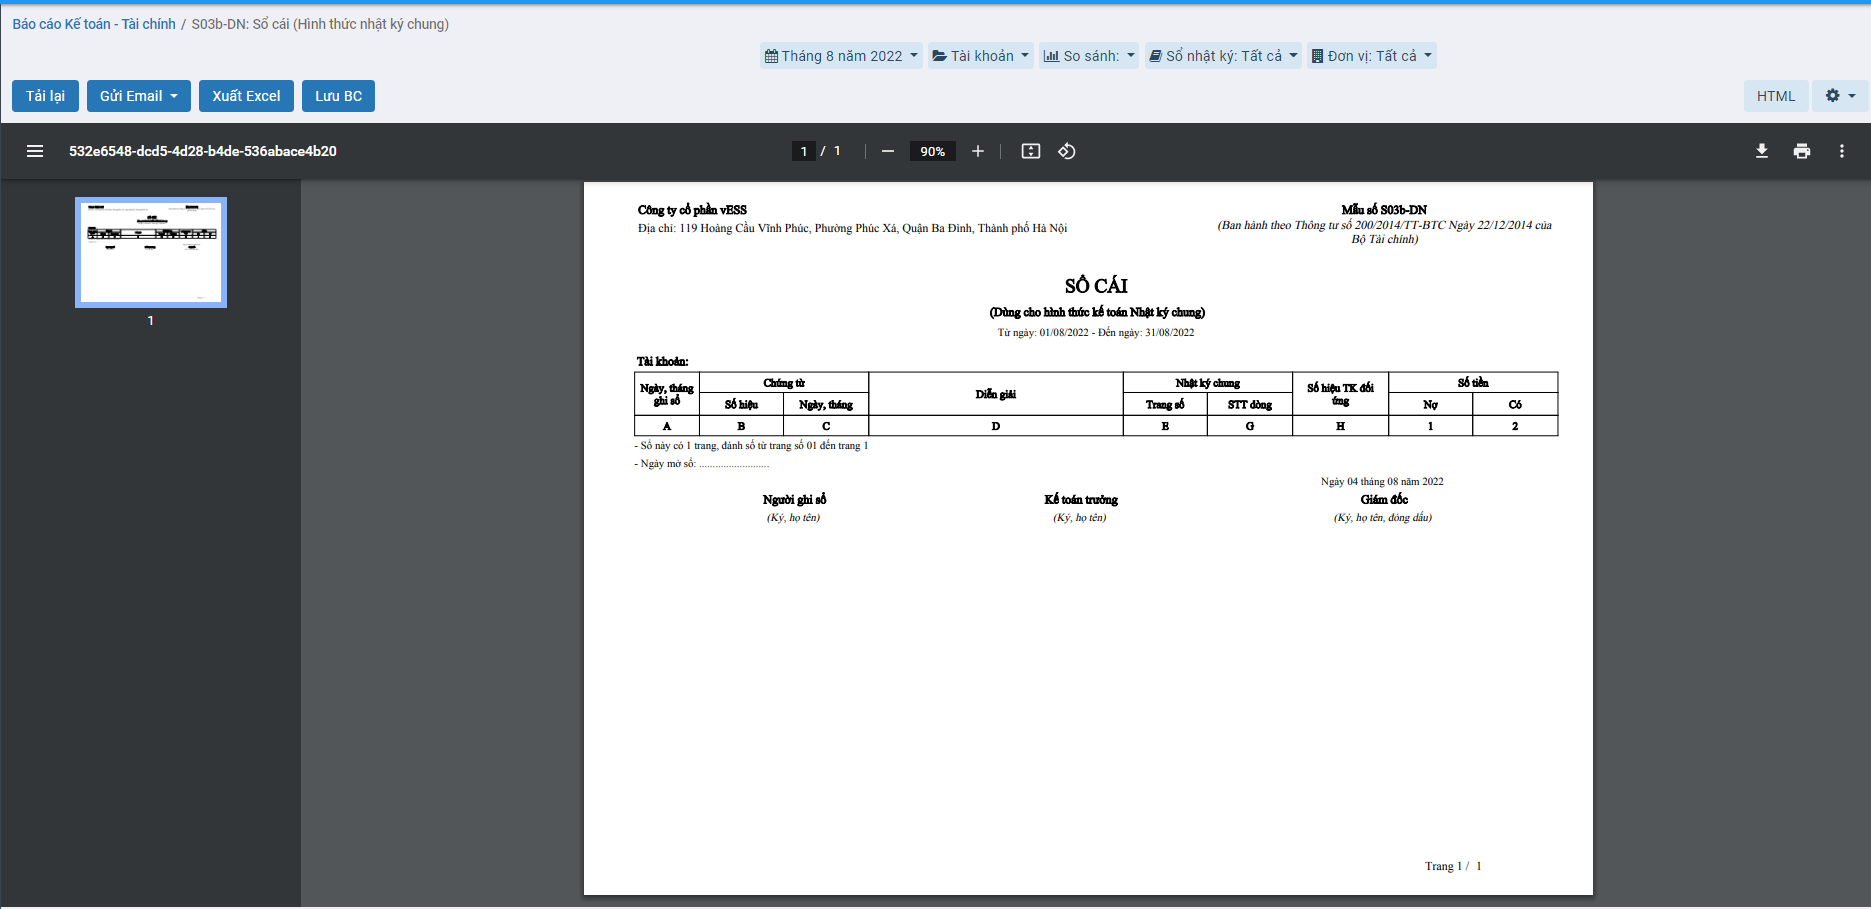 Báo cáo Kế toán - Tài chính / S03b-DN: Sổ cái (Hình thức nhật ký chung)
Tháng 8 năm 2022 Tài khoản So sánh: Sổ nhật ký: Tất cả Đơn vị: Tất cả
Tải lại Gửi Email Xuất Excel Lưu BC HTML
532e6548-dcd5-4d28-b4de-536abace4b20 1 / 1 90%
1
Công ty cổ phần vESS
Địa chỉ: 119 Hoàng Cầu Vĩnh Phúc, Phường Phúc Xá, Quận Ba Đình, Thành phố Hà Nội
Mẫu số S03b-DN
(Ban hành theo Thông tư số 200/2014/TT-BTC Ngày 22/12/2014 của
Bộ Tài chính)
SỔ CÁI
(Dùng cho hình thức kế toán Nhật ký chung)
Từ ngày: 01/08/2022 - Đến ngày: 31/08/2022
Tài khoản:
Ngày, tháng ghi sổ Chứng từ Diễn giải Nhật ký chung Số hiệu TK đối ứng Số tiền
Số hiệu Ngày, tháng Trang số STT dòng Nợ Có
A B C D E G H 1 2
- Sổ này có 1 trang, đánh số từ trang số 01 đến trang 1
- Ngày mở sổ: ..........................
Ngày 04 tháng 08 năm 2022
Người ghi sổ Kế toán trưởng Giám đốc
(Ký, họ tên) (Ký, họ tên) (Ký, họ tên, đóng dấu)
Trang 1 / 1